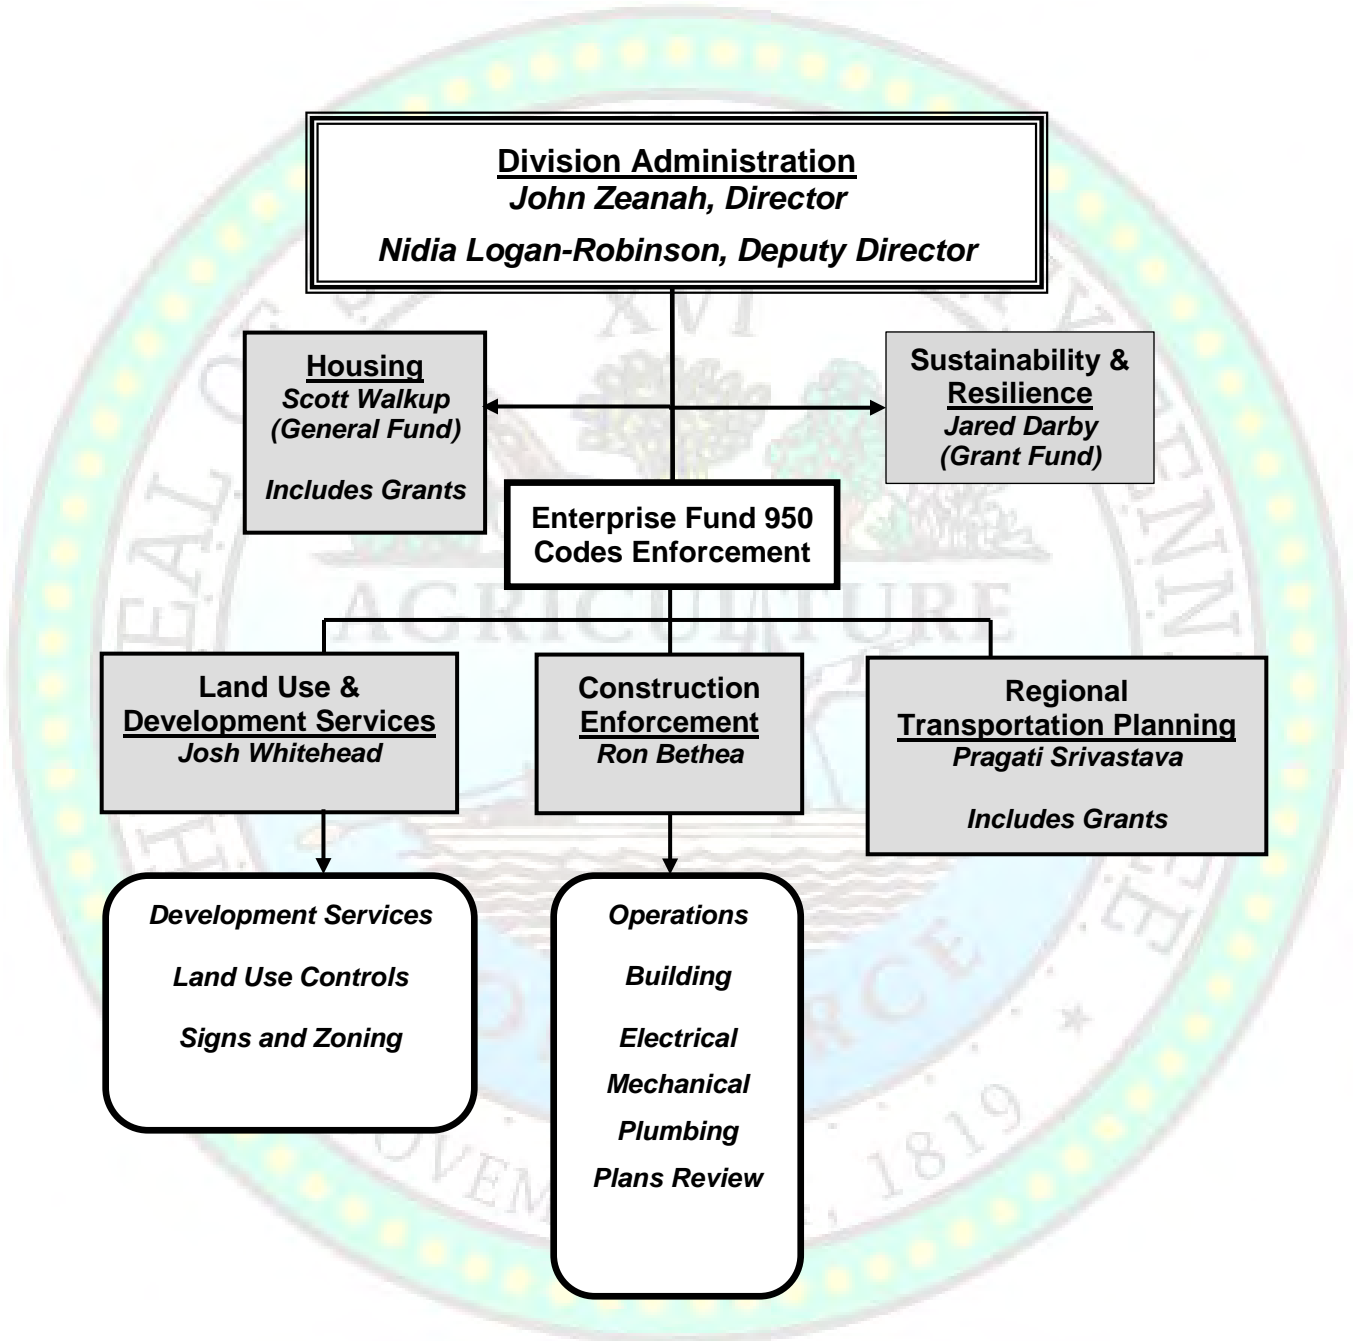 Division Administration
John Zeanah, Director
Nidia Logan-Robinson, Deputy Director
XVI
Housing
Scott Walkup
(General Fund)
Includes Grants
Sustainability &
Resilience
Jared Darby
(Grant Fund)
Enterprise Fund 950
Codes Enforcement
AGRICULTURE
Land Use &
Development Services
Josh Whitehead
Construction
Enforcement
Ron Bethea
Regional
Transportation Planning
Pragati Srivastava
Includes Grants
Development Services
Land Use Controls
Signs and Zoning
Operations
Building
Electrical
Mechanical
Plumbing
Plans Review
1819